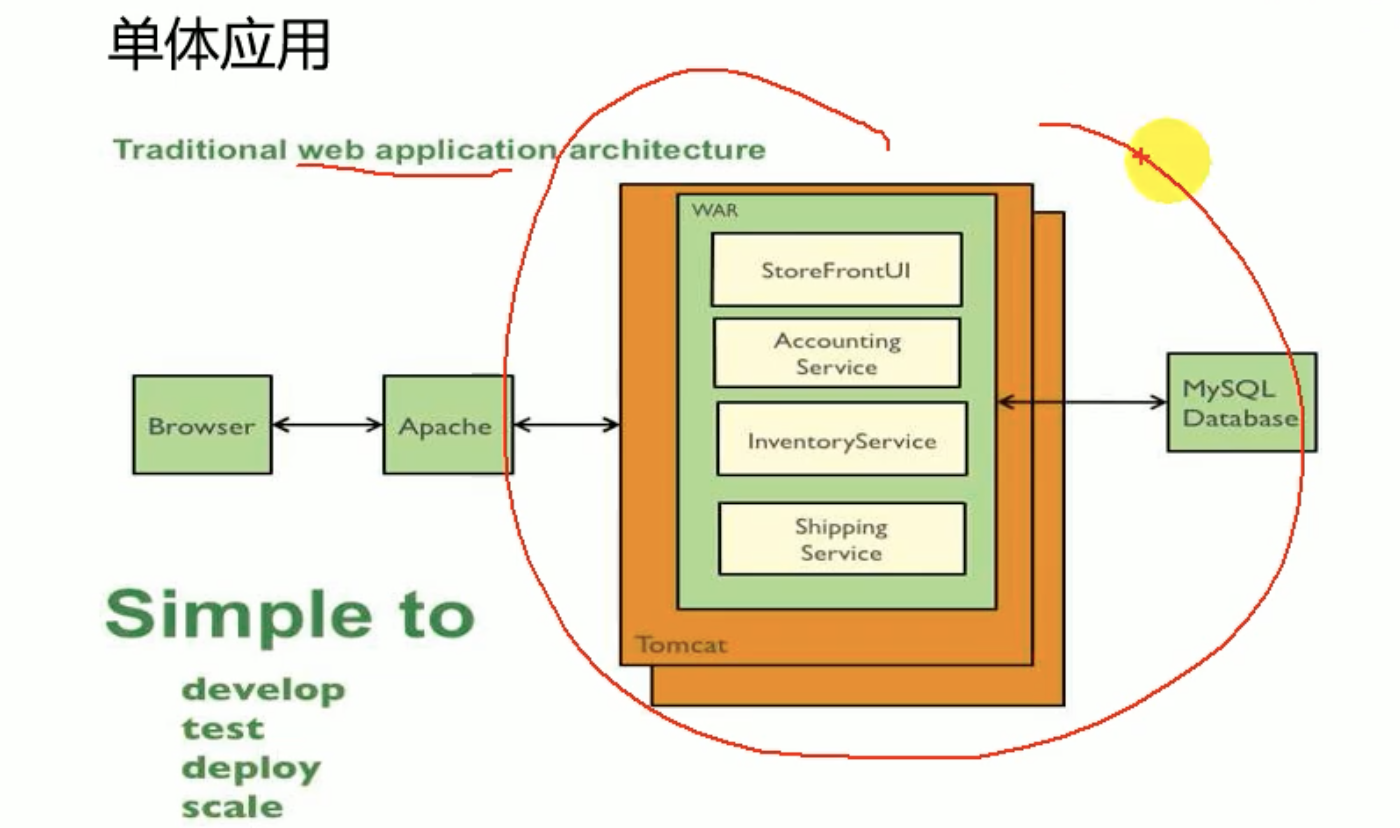 单体应用
Traditional web application architecture
WAR
StoreFrontUI
Accounting
Service
InventoryService
Shipping
Service
Tomcat
Browser
Apache
MySQL
Database
Simple to
develop
test
deploy
scale